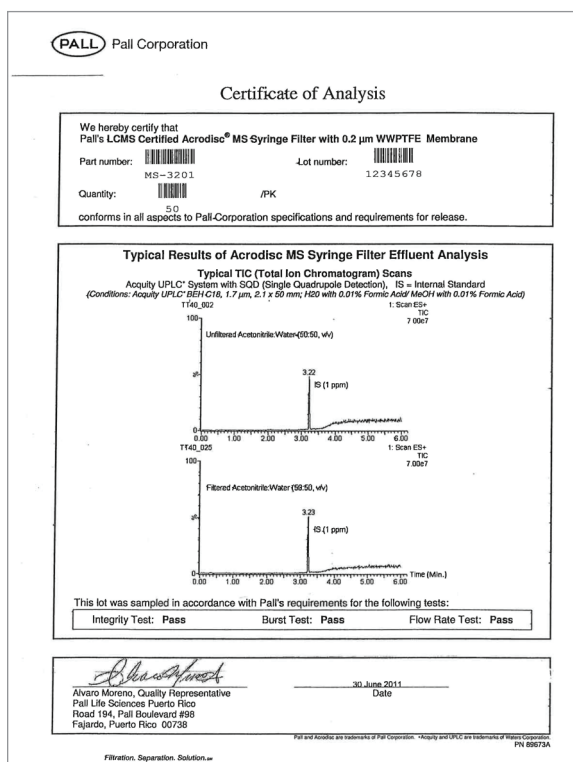 PALL Pall Corporation
Certificate of Analysis
We hereby certify that
Pall's LCMS Certified Acrodisc® MS Syringe Filter with 0.2 µm WWPTFE Membrane
Part number: Lot number:
MS-3201 12345678
Quantity: /PK
50
conforms in all aspects to Pall Corporation specifications and requirements for release.
Typical Results of Acrodisc MS Syringe Filter Effluent Analysis
Typical TIC (Total Ion Chromatogram) Scans
Acquity UPLC* System with SQD (Single Quadrupole Detection), IS = Internal Standard
(Conditions: Acquity UPLC* BEH C18, 1.7 µm, 2.1 x 50 mm; H20 with 0.01% Formic Acid/ MeOH with 0.01% Formic Acid)
TT40_002 1: Scan ES+
TIC
7.00e7
100
Unfiltered Acetonitrile:Water (50:50, v/v)
3.22
%
IS (1 ppm)
0
0.00 1.00 2.00 3.00 4.00 5.00 6.00
TT40_025 1: Scan ES+
TIC
7.00e7
100
Filtered Acetonitrile:Water (50:50, v/v)
3.23
%
IS (1 ppm)
0
0.00 1.00 2.00 3.00 4.00 5.00 6.00 Time (Min.)
This lot was sampled in accordance with Pall's requirements for the following tests:
Integrity Test: Pass Burst Test: Pass Flow Rate Test: Pass
30 June 2011
Alvaro Moreno, Quality Representative Date
Pall Life Sciences Puerto Rico
Road 194, Pall Boulevard #98
Fajardo, Puerto Rico 00738
Pall and Acrodisc are trademarks of Pall Corporation. *Acquity and UPLC are trademarks of Waters Corporation.
PN 89673A
Filtration. Separation. Solution.SM